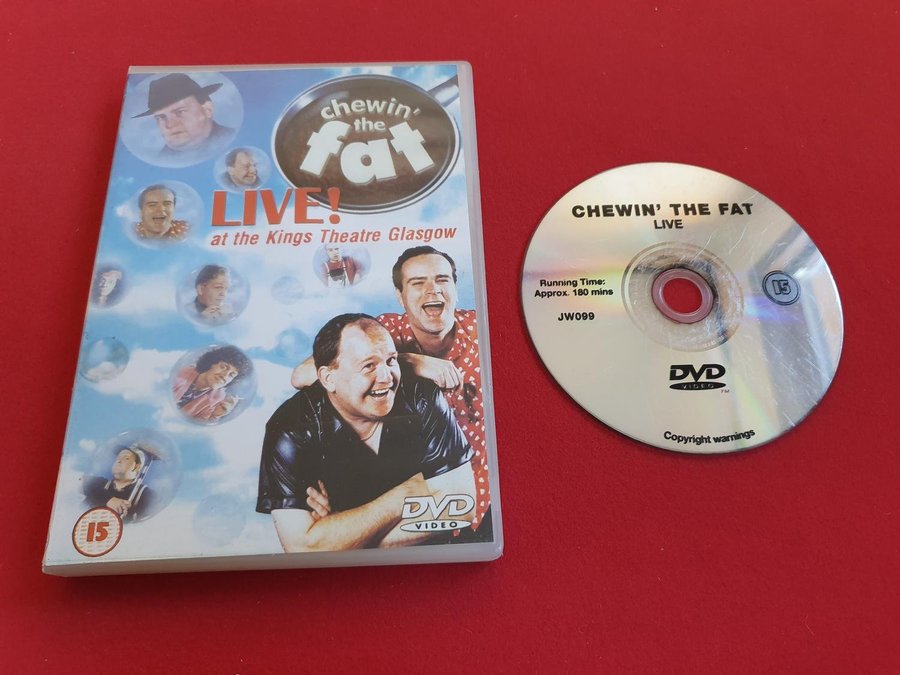 chewin'
the
fat
LIVE!
at the Kings Theatre Glasgow
15
DVD
VIDEO
CHEWIN' THE FAT
LIVE
Running Time:
Approx. 180 mins
15
JW099
DVD
VIDEO
TM
Copyright warnings